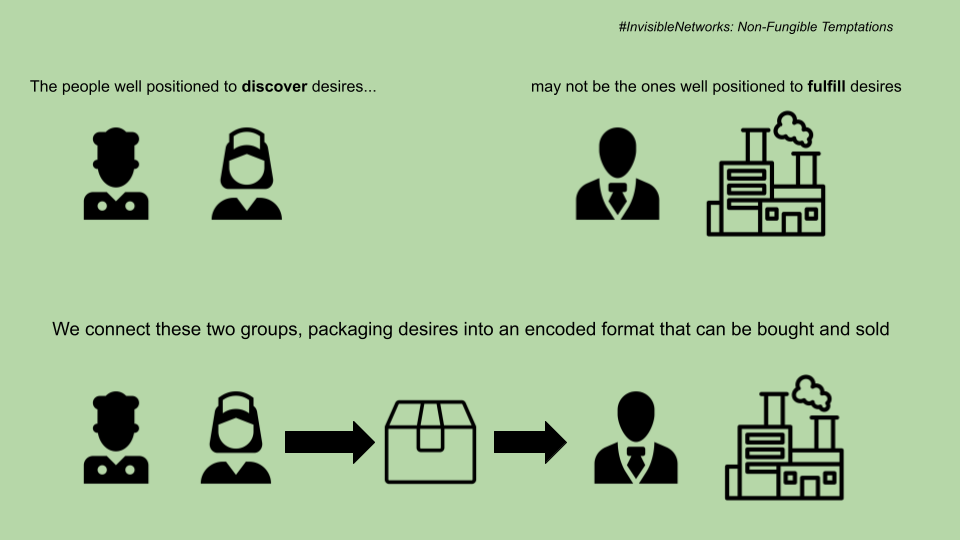 #InvisibleNetworks: Non-Fungible Temptations
The people well positioned to discover desires...
may not be the ones well positioned to fulfill desires
We connect these two groups, packaging desires into an encoded format that can be bought and sold